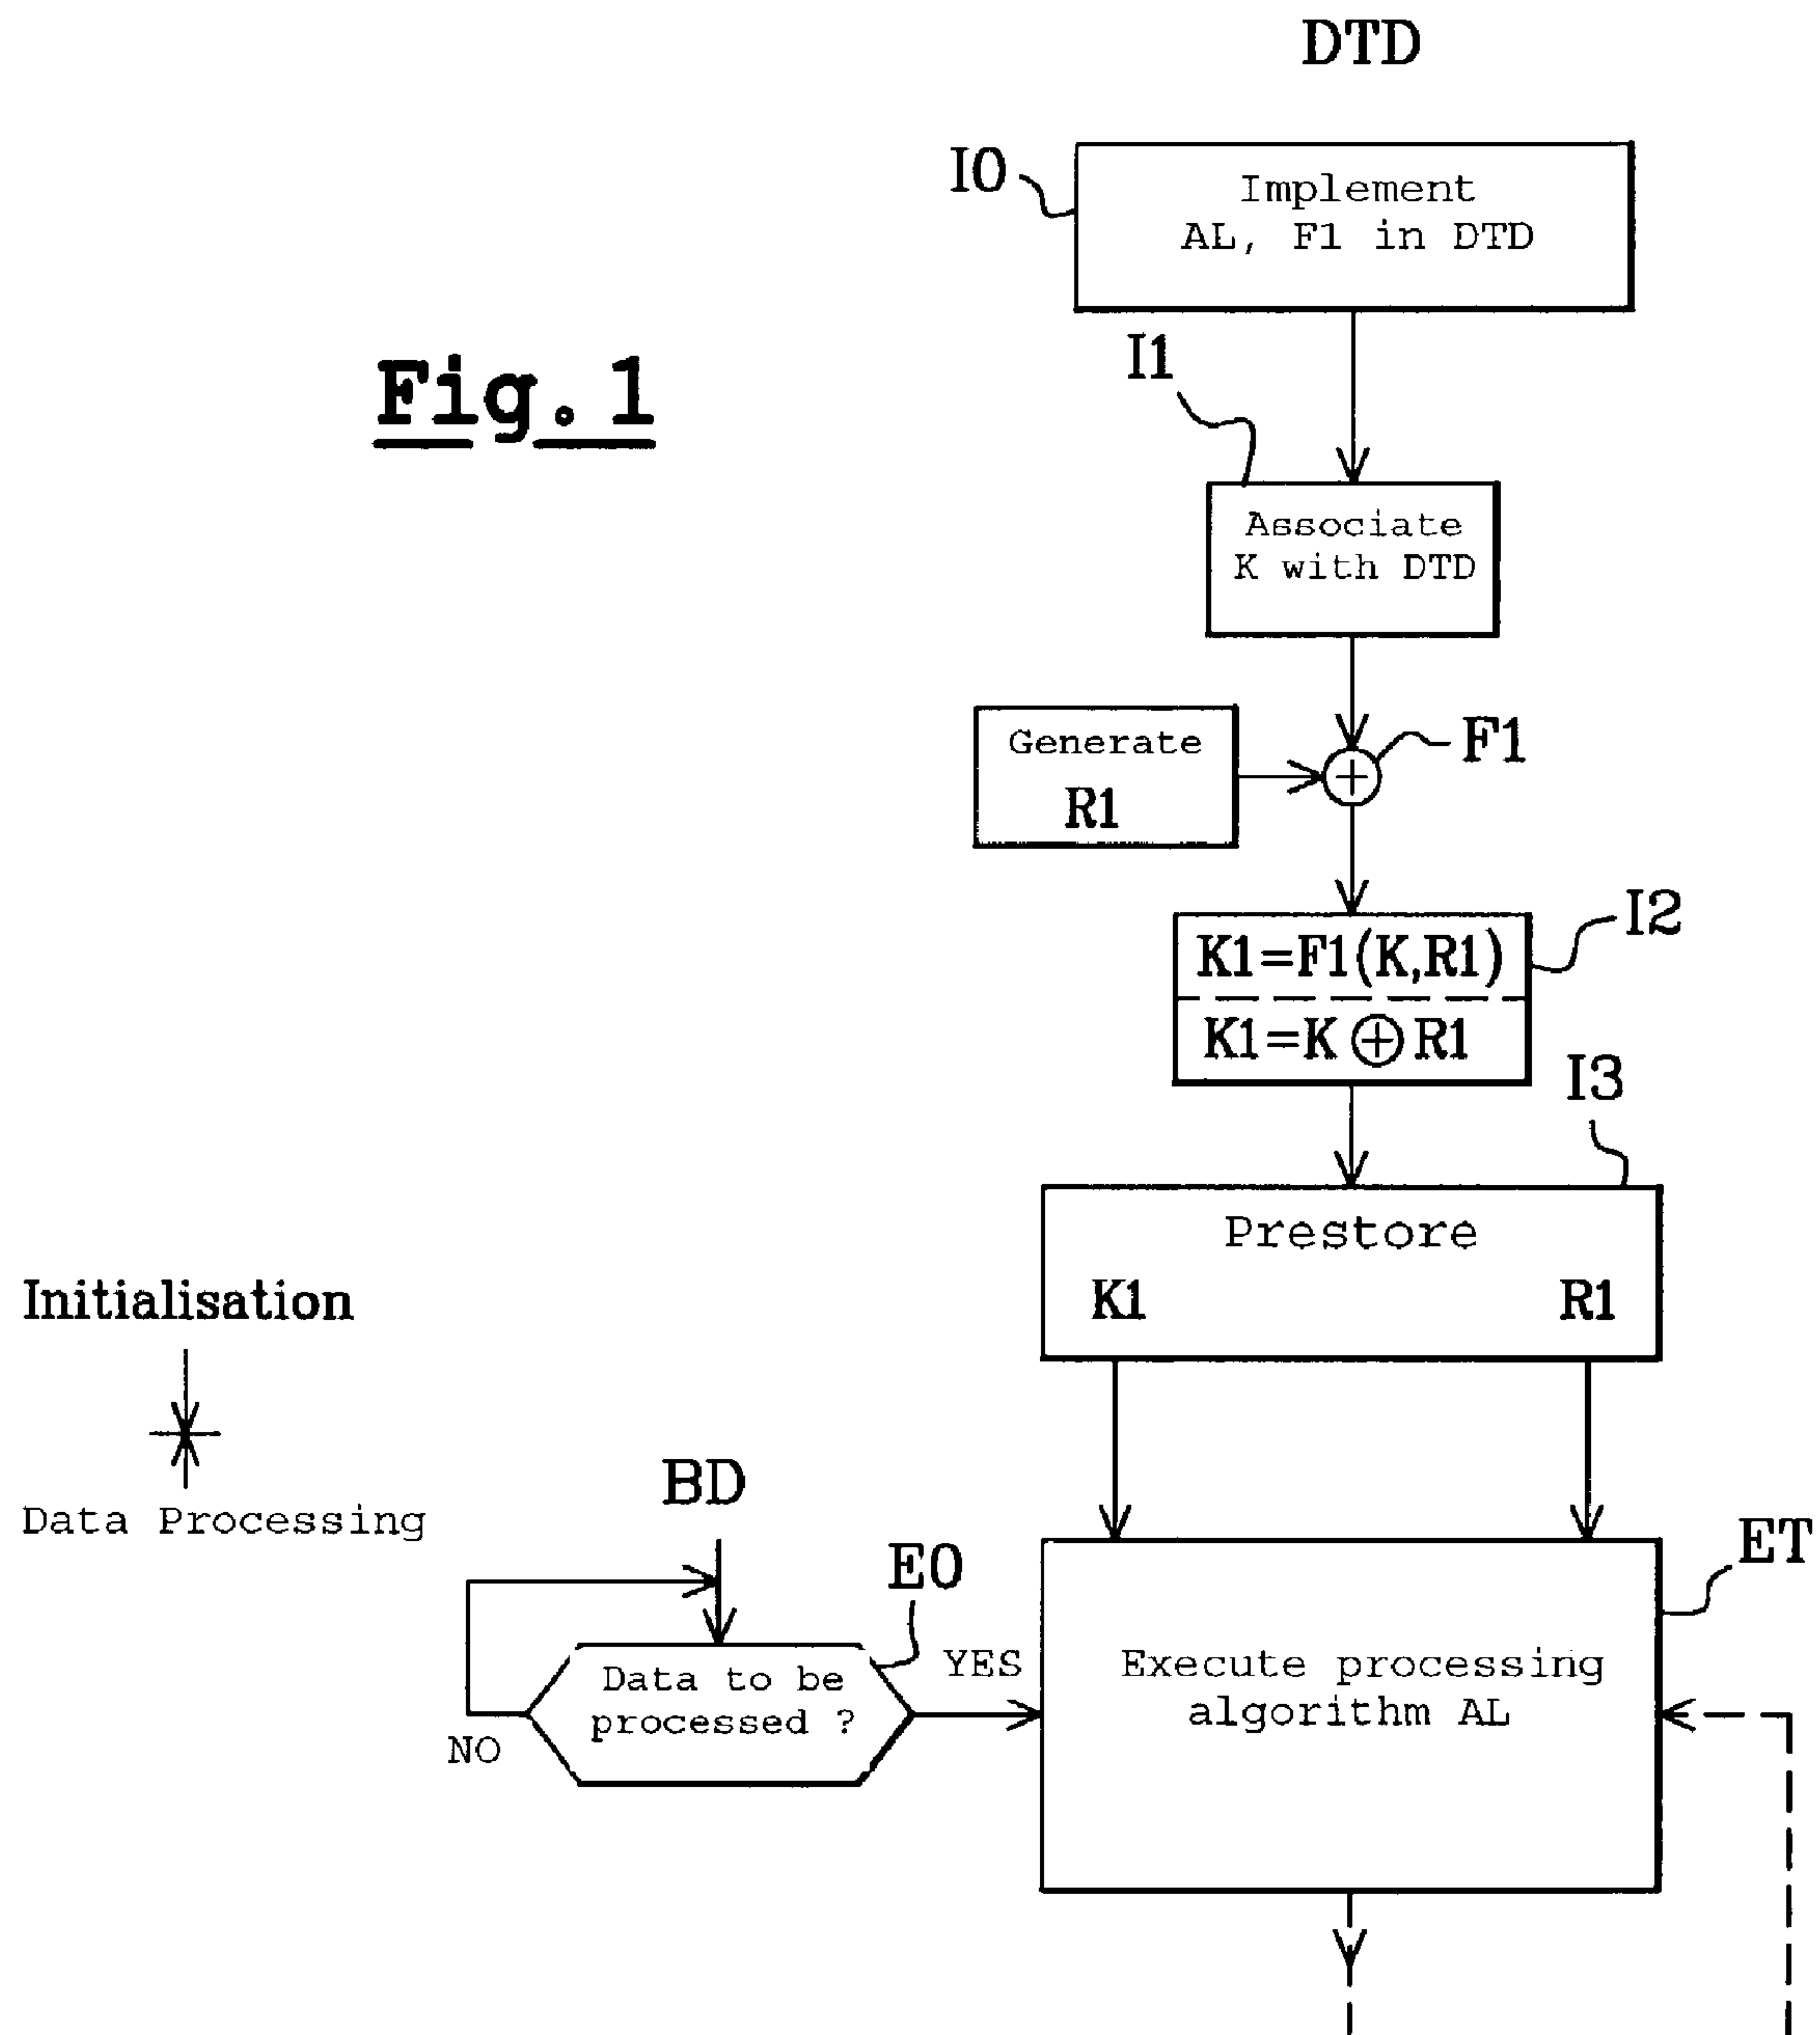 DTD
I0
Implement
AL, F1 in DTD
I1
Fig. 1
Associate
K with DTD
Generate
R1
F1
I2
K1=F1(K,R1)
K1=K ⊕ R1
I3
Prestore
K1 R1
Initialisation
Data Processing
BD
E0
ET
Data to be
processed ?
YES
NO
Execute processing
algorithm AL